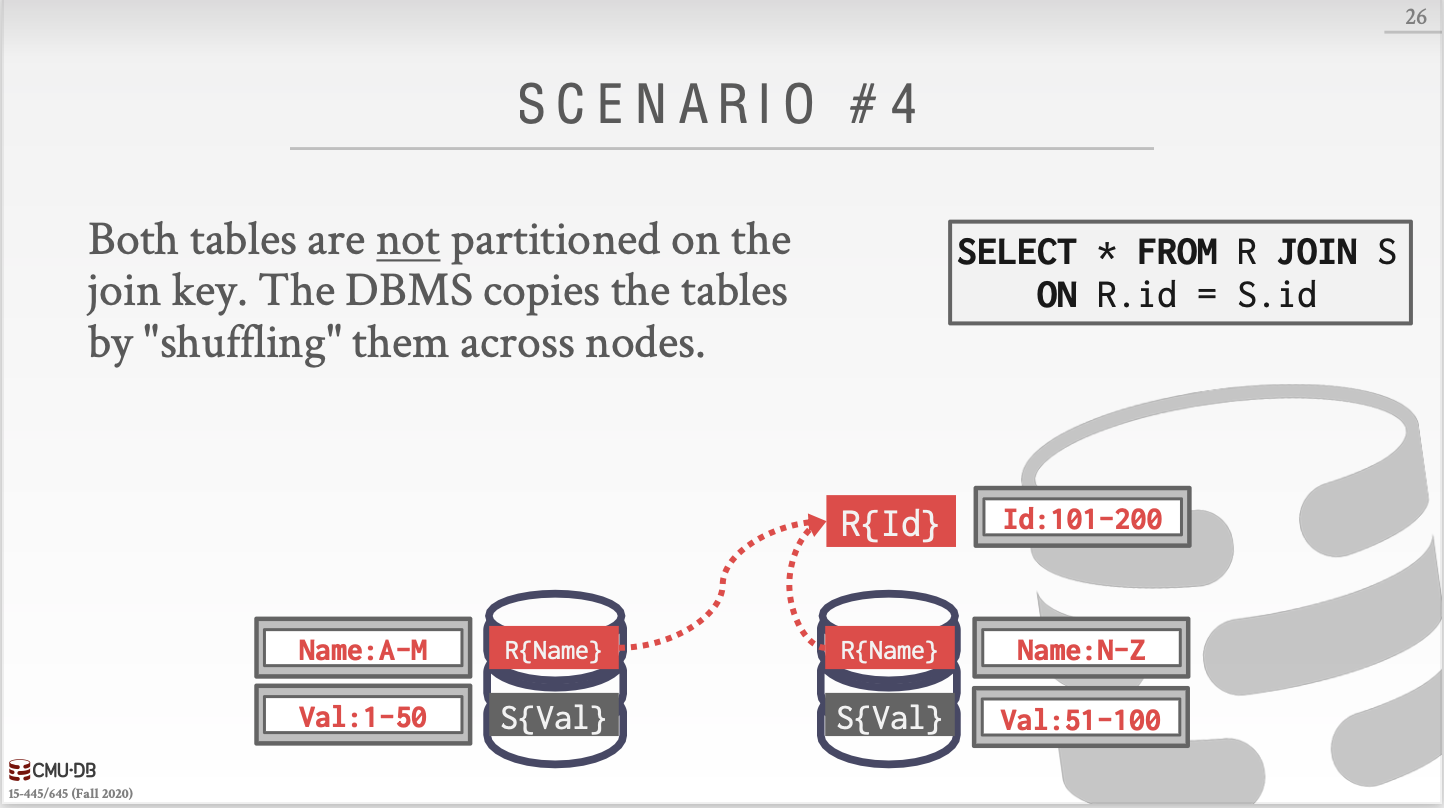 26
SCENARIO #4
Both tables are not partitioned on the
join key. The DBMS copies the tables
by "shuffling" them across nodes.
SELECT * FROM R JOIN S
ON R.id = S.id
R{Id}
Id:101-200
Name:A-M
R{Name}
R{Name}
Name:N-Z
Val:1-50
S{Val}
S{Val}
Val:51-100
CMU·DB
15-445/645 (Fall 2020)